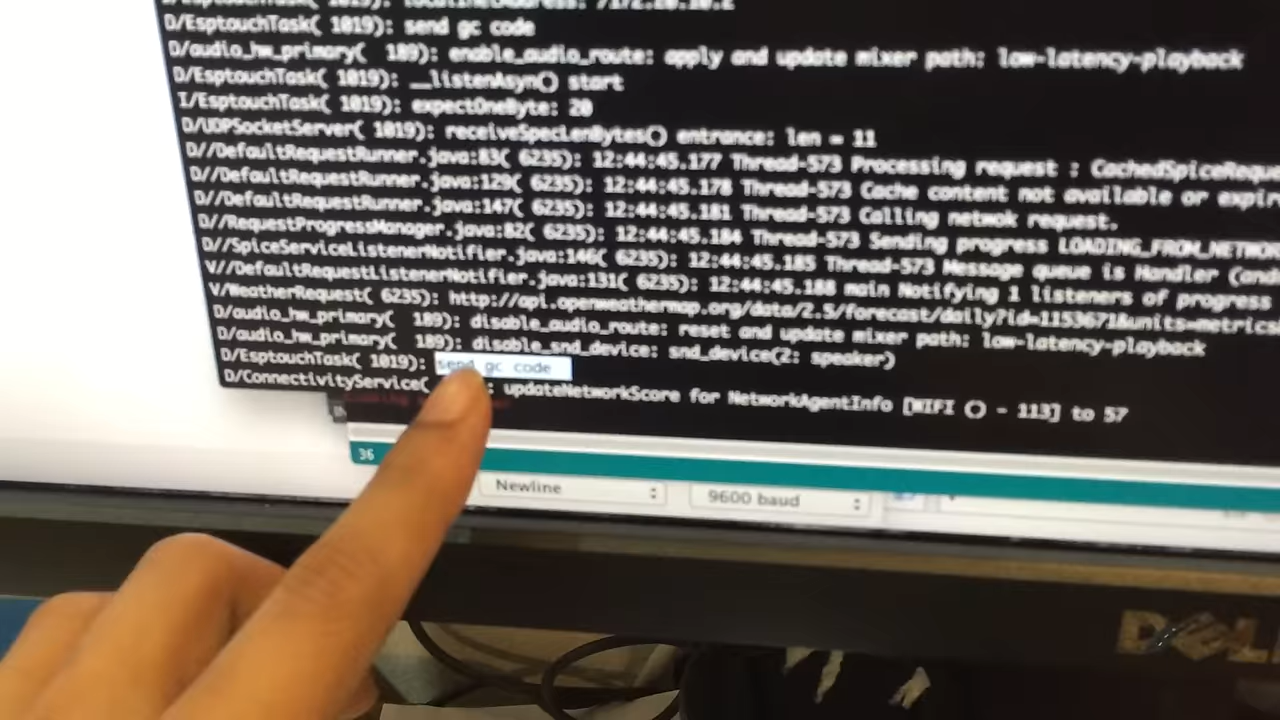 D/EsptouchTask( 1019): send gc code
D/audio_hw_primary( 189): enable_audio_route: apply and update mixer path: low-latency-playback
D/EsptouchTask( 1019): __listenAsyn() start
I/EsptouchTask( 1019): expectOneByte: 20
D/UDPSocketServer( 1019): receiveSpecLenBytes() entrance: len = 11
D//DefaultRequestRunner.java:83( 6235): 12:44:45.177 Thread-573 Processing request : CachedSpiceReque
D//DefaultRequestRunner.java:129( 6235): 12:44:45.178 Thread-573 Cache content not available or expir
D//DefaultRequestRunner.java:147( 6235): 12:44:45.181 Thread-573 Calling netwok request.
D//RequestProgressManager.java:82( 6235): 12:44:45.184 Thread-573 Sending progress LOADING_FROM_NETWOR
D//SpiceServiceListenerNotifier.java:146( 6235): 12:44:45.185 Thread-573 Message queue is Handler (and
V//DefaultRequestListenerNotifier.java:131( 6235): 12:44:45.188 main Notifying 1 listeners of progress
V/WeatherRequest( 6235): http://api.openweathermap.org/data/2.5/forecast/daily?id=1153671&units=metrics
D/audio_hw_primary( 189): disable_audio_route: reset and update mixer path: low-latency-playback
D/audio_hw_primary( 189): disable_snd_device: snd_device(2: speaker)
D/EsptouchTask( 1019): send gc code
D/ConnectivityService( : updateNetworkScore for NetworkAgentInfo [WIFI () - 113] to 57
36
Newline 9600 baud
DELL